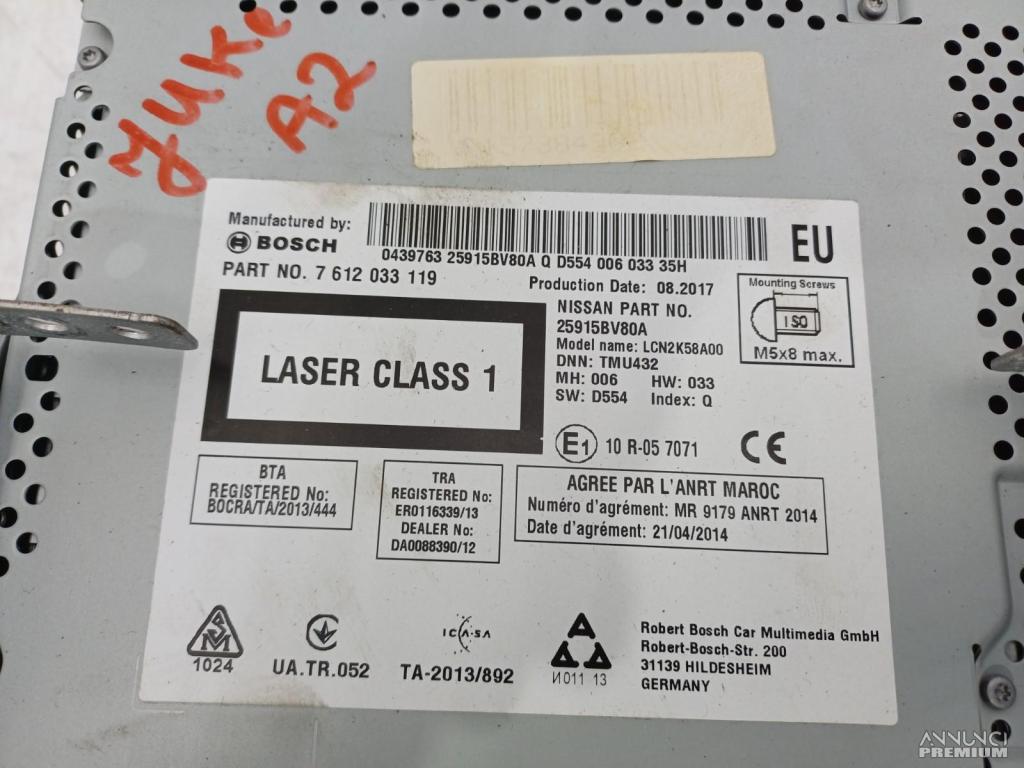 Juke
A2
Manufactured by:
BOSCH
0439763 25915BV80A Q D554 006 033 35H
EU
PART NO. 7 612 033 119
Production Date: 08.2017
NISSAN PART NO.
25915BV80A
Model name: LCN2K58A00
DNN: TMU432
MH: 006 HW: 033
SW: D554 Index: Q
Mounting Screws
ISO
M5x8 max.
LASER CLASS 1
E1 10 R-05 7071
CE
BTA
REGISTERED No:
BOCRA/TA/2013/444
TRA
REGISTERED No:
ER0116339/13
DEALER No:
DA0088390/12
AGREE PAR L'ANRT MAROC
Numéro d'agrément: MR 9179 ANRT 2014
Date d'agrément: 21/04/2014
1024
UA.TR.052
ICASA
TA-2013/892
И011 13
Robert Bosch Car Multimedia GmbH
Robert-Bosch-Str. 200
31139 HILDESHEIM
GERMANY
ANNUNCI
PREMIUM